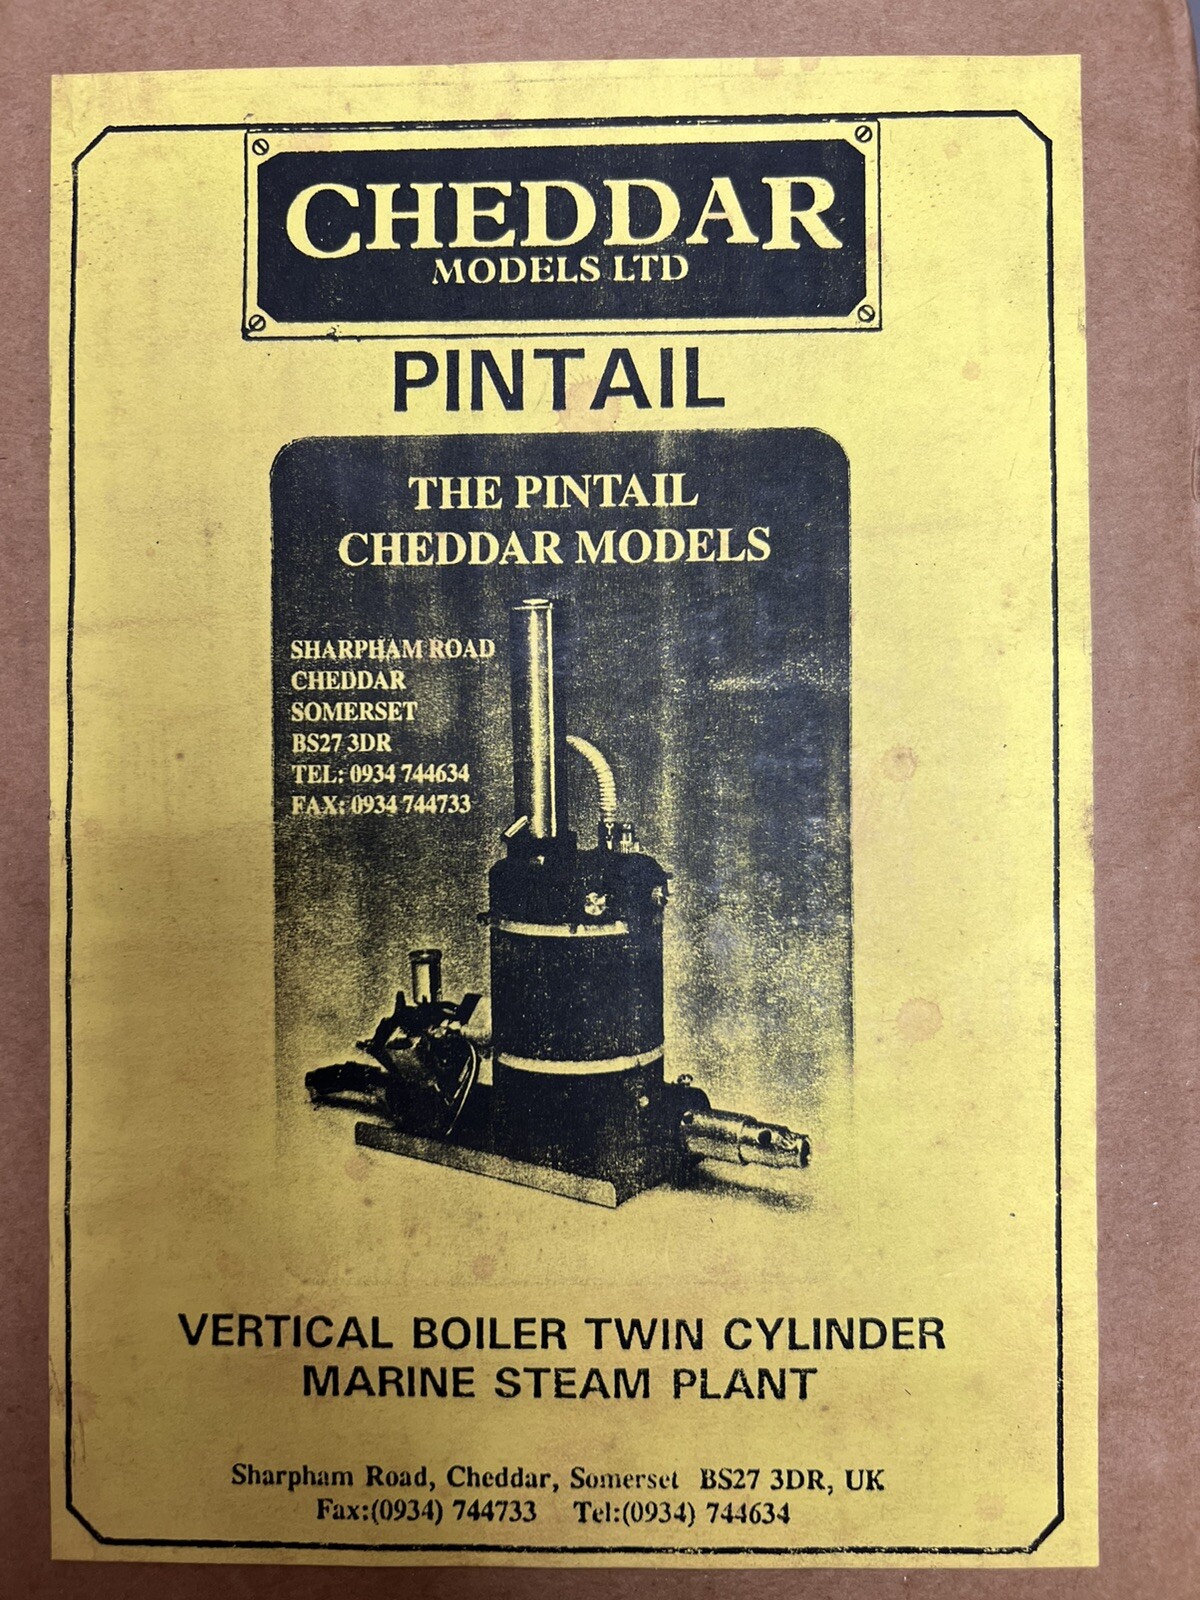 CHEDDAR
MODELS LTD
PINTAIL
THE PINTAIL
CHEDDAR MODELS
SHARPHAM ROAD
CHEDDAR
SOMERSET
BS27 3DR
TEL: 0934 744634
FAX: 0934 744733
VERTICAL BOILER TWIN CYLINDER
MARINE STEAM PLANT
Sharpham Road, Cheddar, Somerset BS27 3DR, UK
Fax:(0934) 744733 Tel:(0934) 744634